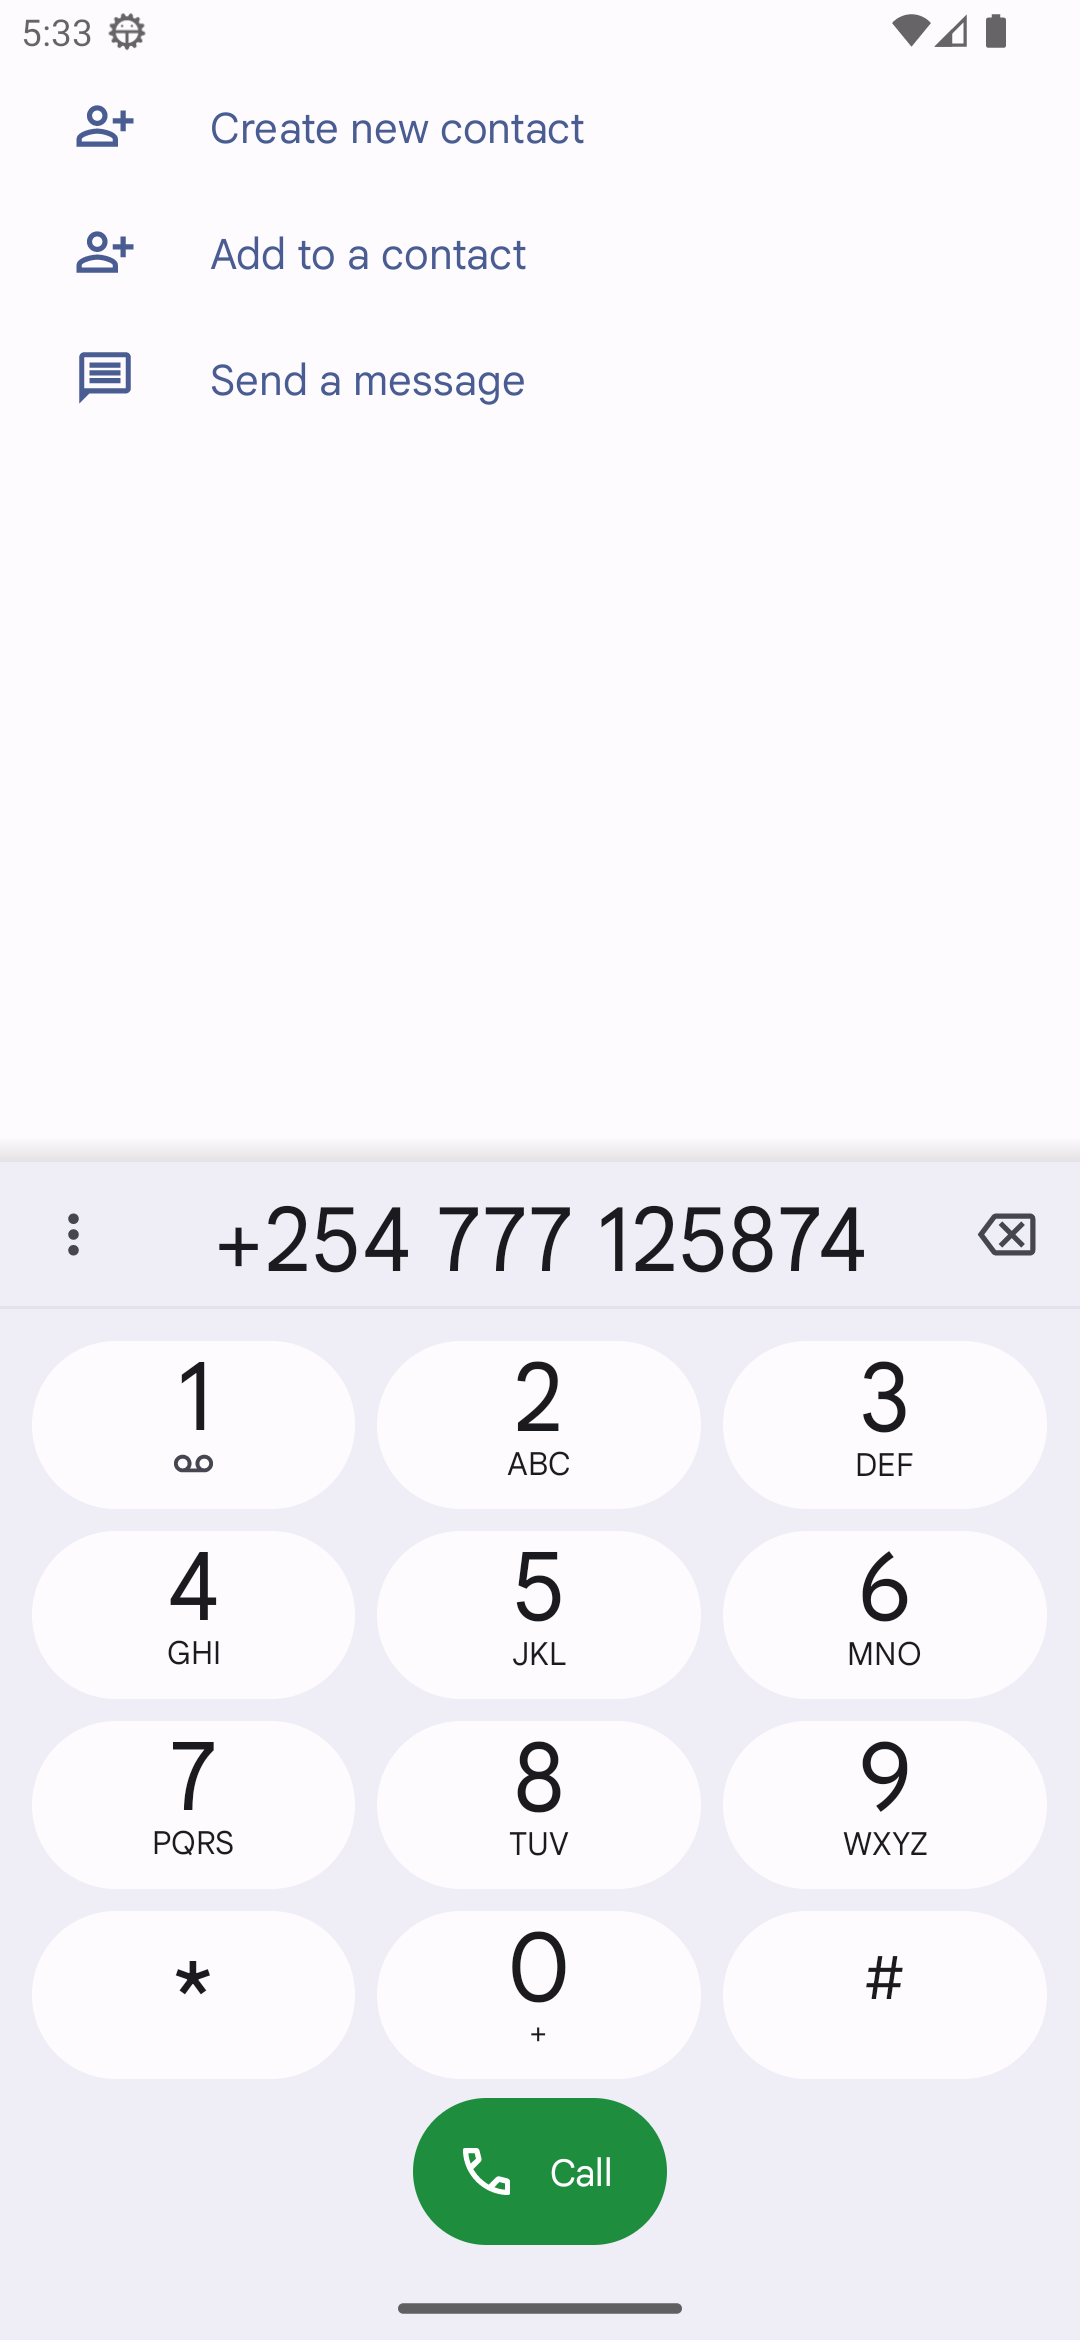 5:33
Create new contact
Add to a contact
Send a message
+254 777 125874
1
2
ABC
3
DEF
4
GHI
5
JKL
6
MNO
7
PQRS
8
TUV
9
WXYZ
*
0
+
#
Call